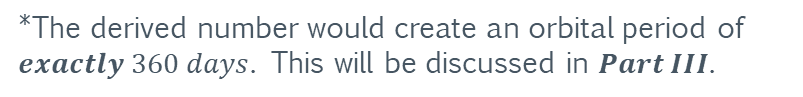 *The derived number would create an orbital period of
exactly 360 days. This will be discussed in Part III.